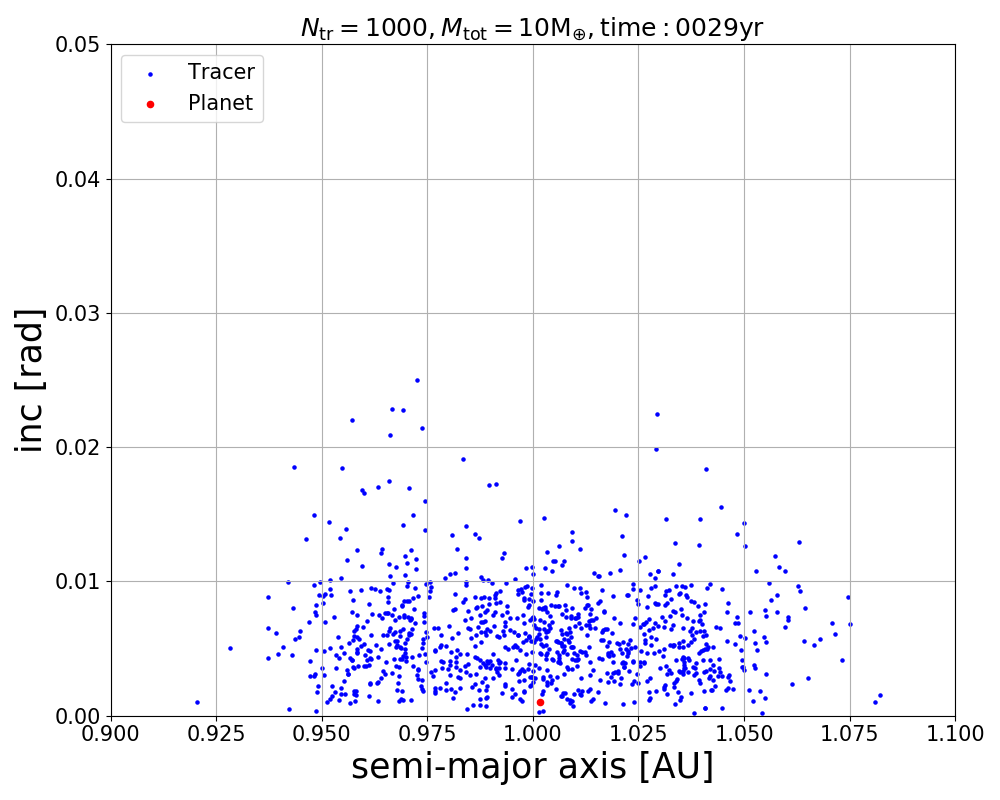 N_tr = 1000, M_tot = 10M_⊕, time : 0029yr
Tracer
Planet
0.05
0.04
0.03
0.02
0.01
0.00
inc [rad]
0.900 0.925 0.950 0.975 1.000 1.025 1.050 1.075 1.100
semi-major axis [AU]